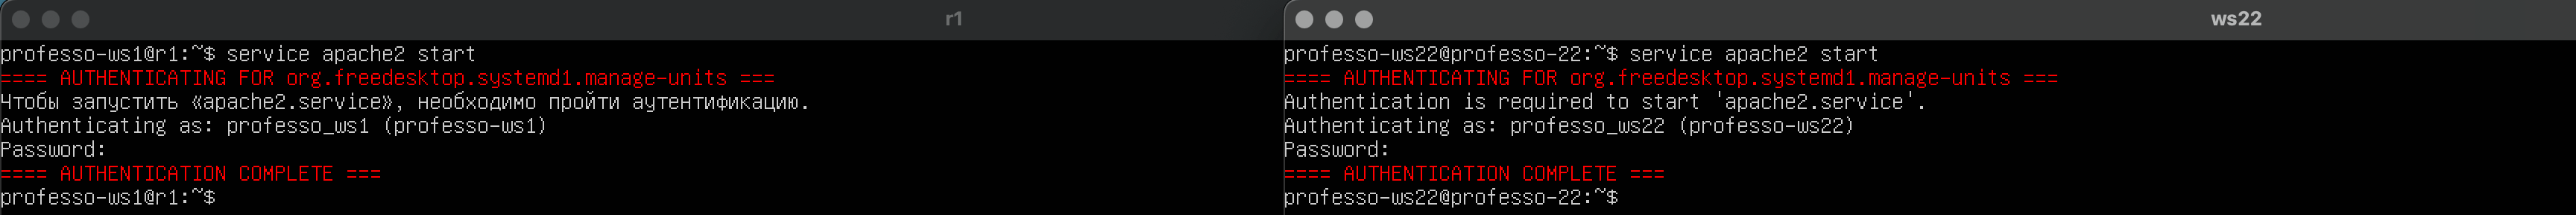 r1
professo-ws1@r1:~$ service apache2 start
==== AUTHENTICATING FOR org.freedesktop.systemd1.manage-units ===
Чтобы запустить «apache2.service», необходимо пройти аутентификацию.
Authenticating as: professo_ws1 (professo-ws1)
Password:
==== AUTHENTICATION COMPLETE ===
professo-ws1@r1:~$
ws22
professo-ws22@professo-22:~$ service apache2 start
==== AUTHENTICATING FOR org.freedesktop.systemd1.manage-units ===
Authentication is required to start 'apache2.service'.
Authenticating as: professo_ws22 (professo-ws22)
Password:
==== AUTHENTICATION COMPLETE ===
professo-ws22@professo-22:~$